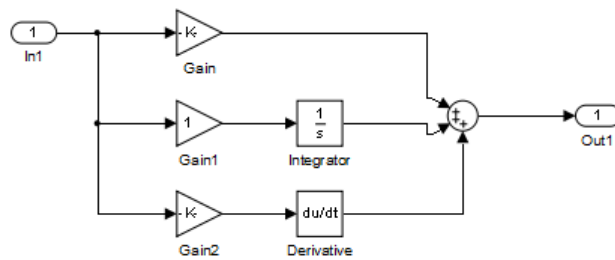 1
In1
-K-
Gain
1
Gain1
1
s
Integrator
-K-
Gain2
du/dt
Derivative
+
+
+
1
Out1